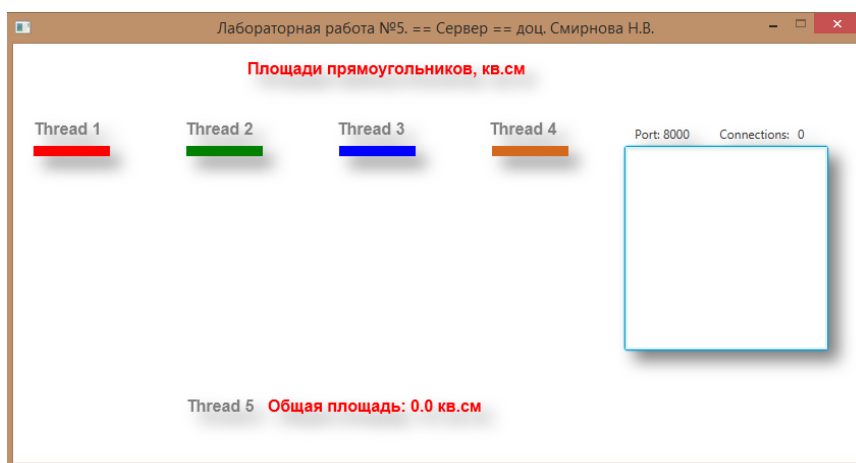 Лабораторная работа №5. == Сервер == доц. Смирнова Н.В.
Площади прямоугольников, кв.см
Thread 1 Thread 2 Thread 3 Thread 4
Port: 8000 Connections: 0
Thread 5 Общая площадь: 0.0 кв.см